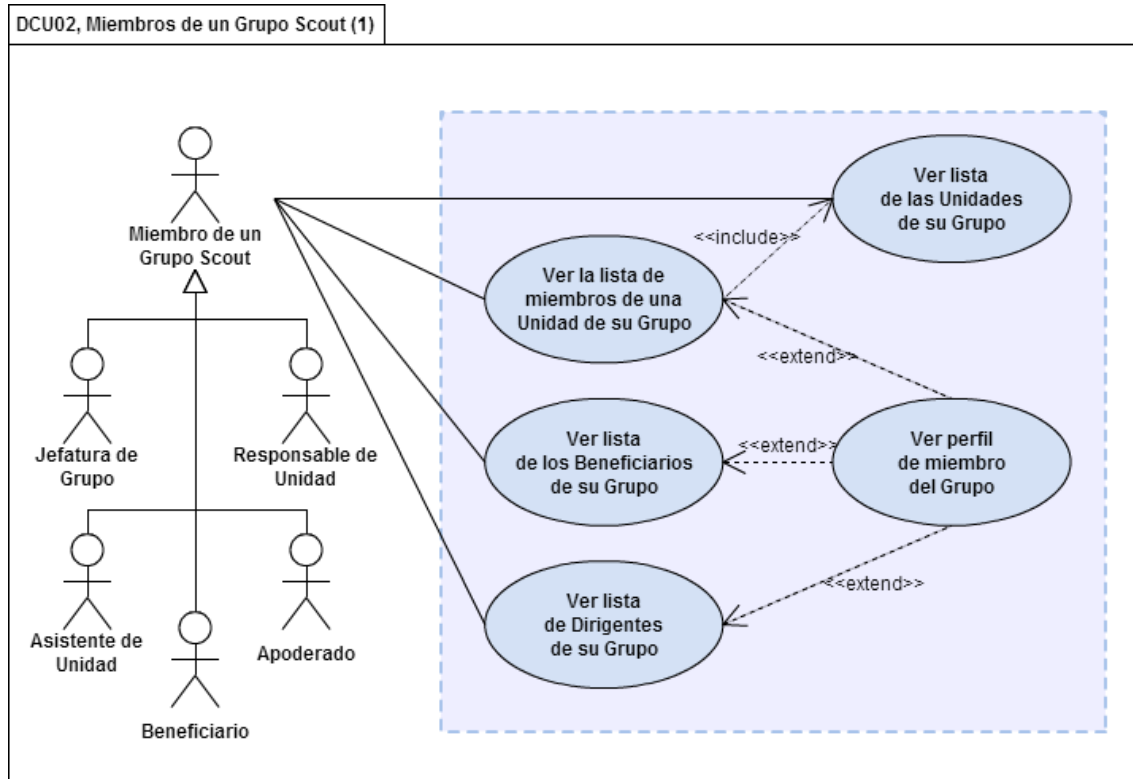 DCU02, Miembros de un Grupo Scout (1)
Miembro de un
Grupo Scout
Jefatura de
Grupo
Responsable de
Unidad
Asistente de
Unidad
Apoderado
Beneficiario
Ver lista
de las Unidades
de su Grupo
<<include>>
Ver la lista de
miembros de una
Unidad de su Grupo
<<extend>>
Ver lista
de los Beneficiarios
de su Grupo
<<extend>>
Ver perfil
de miembro
del Grupo
<<extend>>
Ver lista
de Dirigentes
de su Grupo